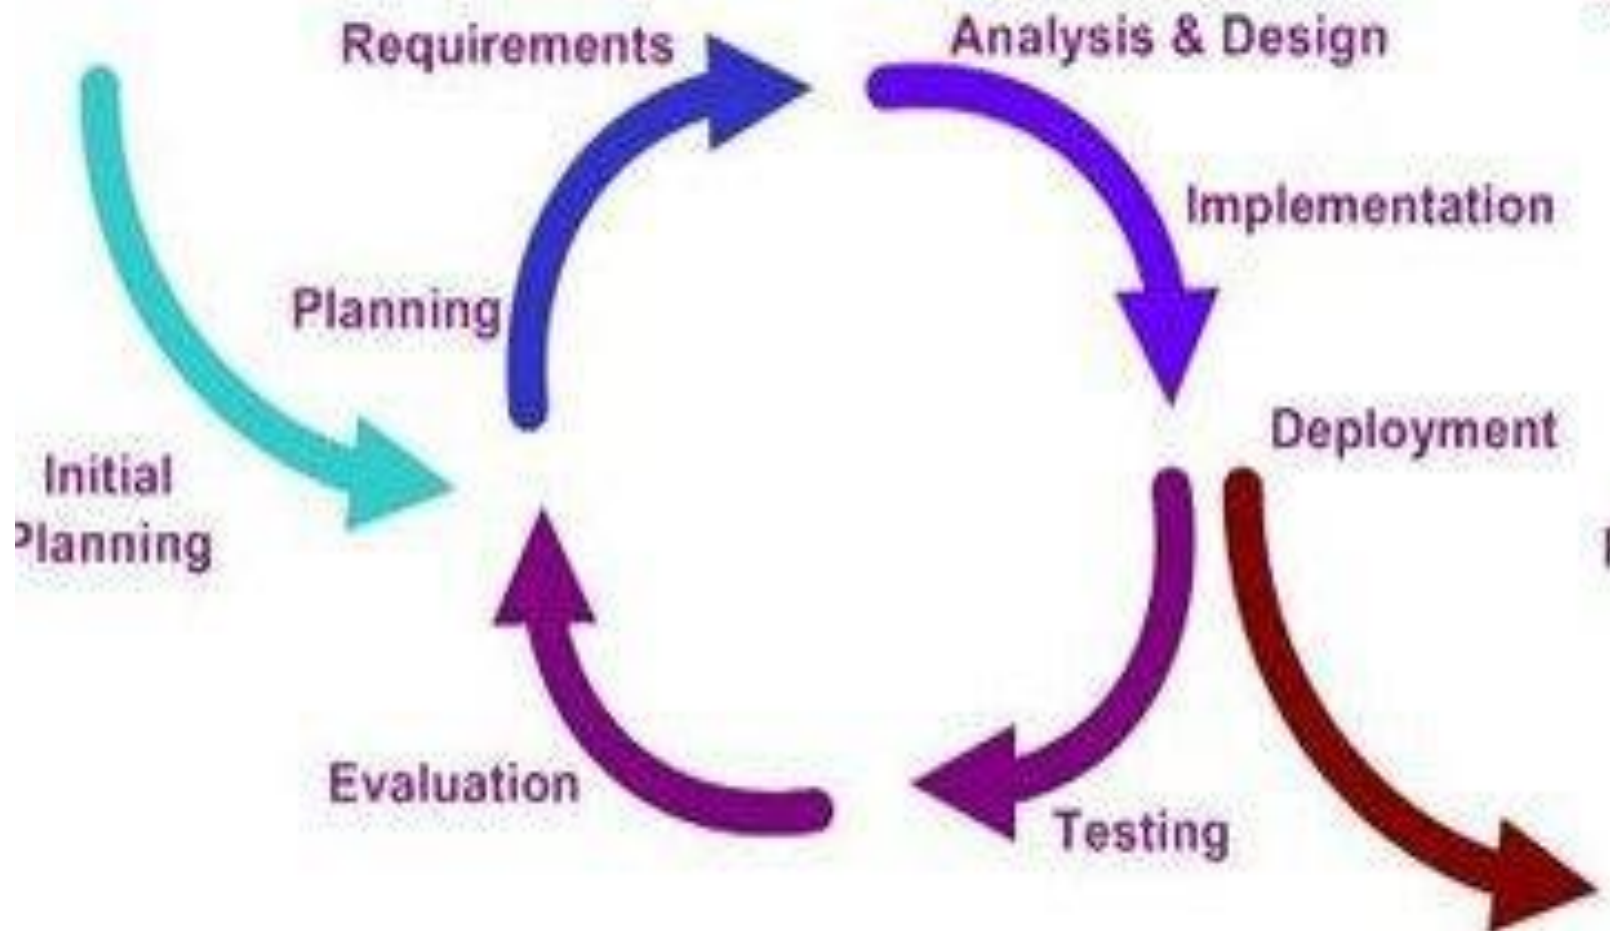 Requirements
Analysis & Design
Implementation
Planning
Deployment
Initial
Planning
Evaluation
Testing